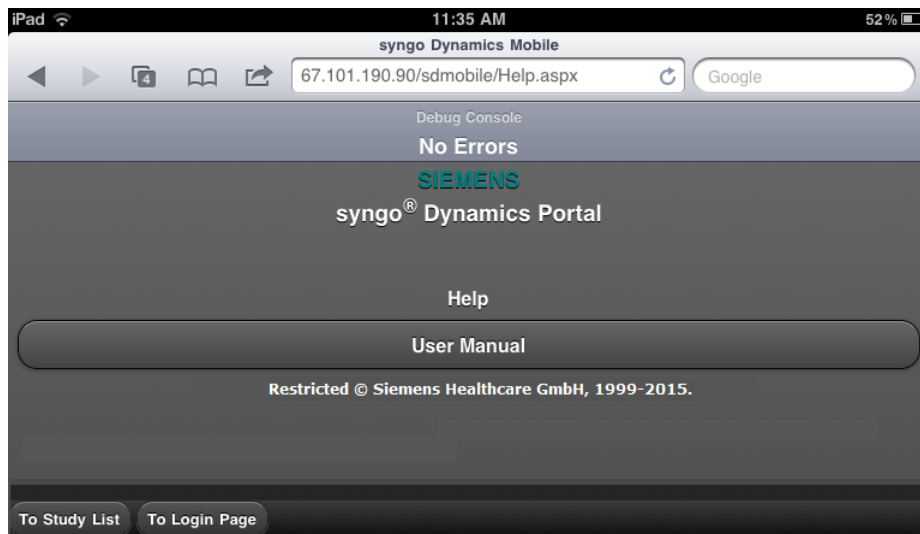 iPad 11:35 AM 52%
syngo Dynamics Mobile
4 67.101.190.90/sdmobile/Help.aspx Google
Debug Console
No Errors
SIEMENS
syngo® Dynamics Portal
Help
User Manual
Restricted © Siemens Healthcare GmbH, 1999-2015.
To Study List To Login Page